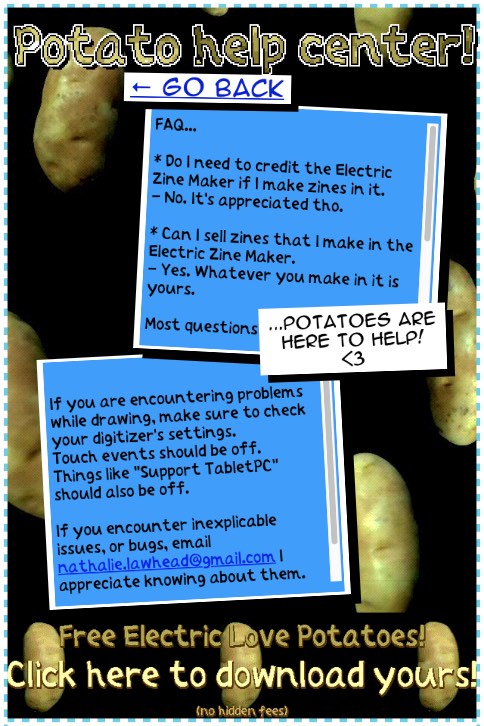 Potato help center!
← GO BACK
FAQ...
* Do I need to credit the Electric
Zine Maker if I make zines in it.
- No. It's appreciated tho.
* Can I sell zines that I make in the
Electric Zine Maker.
- Yes. Whatever you make in it is
yours.
Most questions
...POTATOES ARE
HERE TO HELP!
<3
If you are encountering problems
while drawing, make sure to check
your digitizer's settings.
Touch events should be off.
Things like "Support TabletPC"
should also be off.
If you encounter inexplicable
issues, or bugs, email
nathalie.lawhead@gmail.com I
appreciate knowing about them.
Free Electric Love Potatoes!
Click here to download yours!
(no hidden fees)